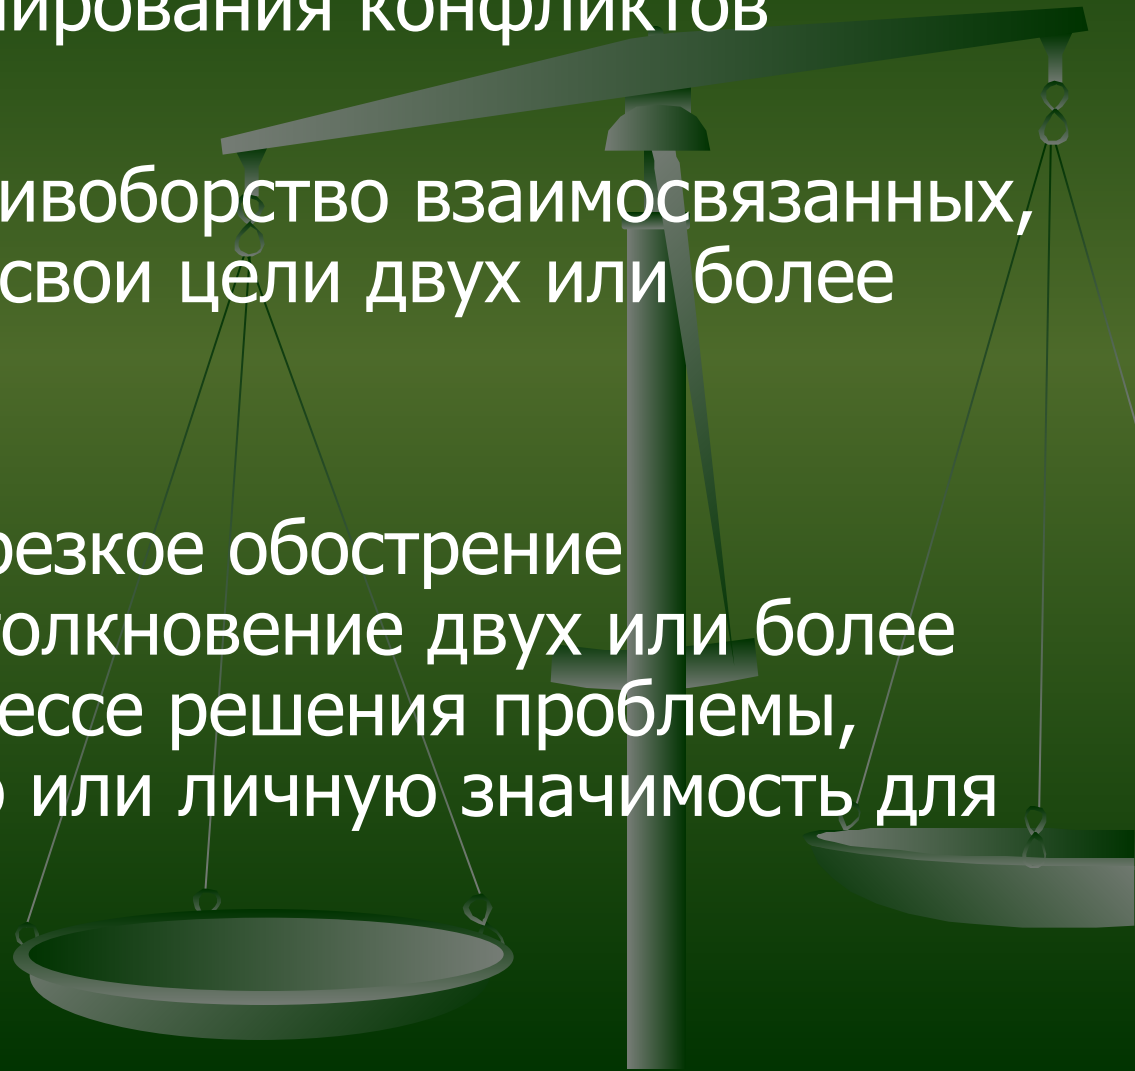 ирования конфликтов
ивоборство взаимосвязанных,
свои цели двух или более
резкое обострение
олкновение двух или более
ессе решения проблемы,
или личную значимость для